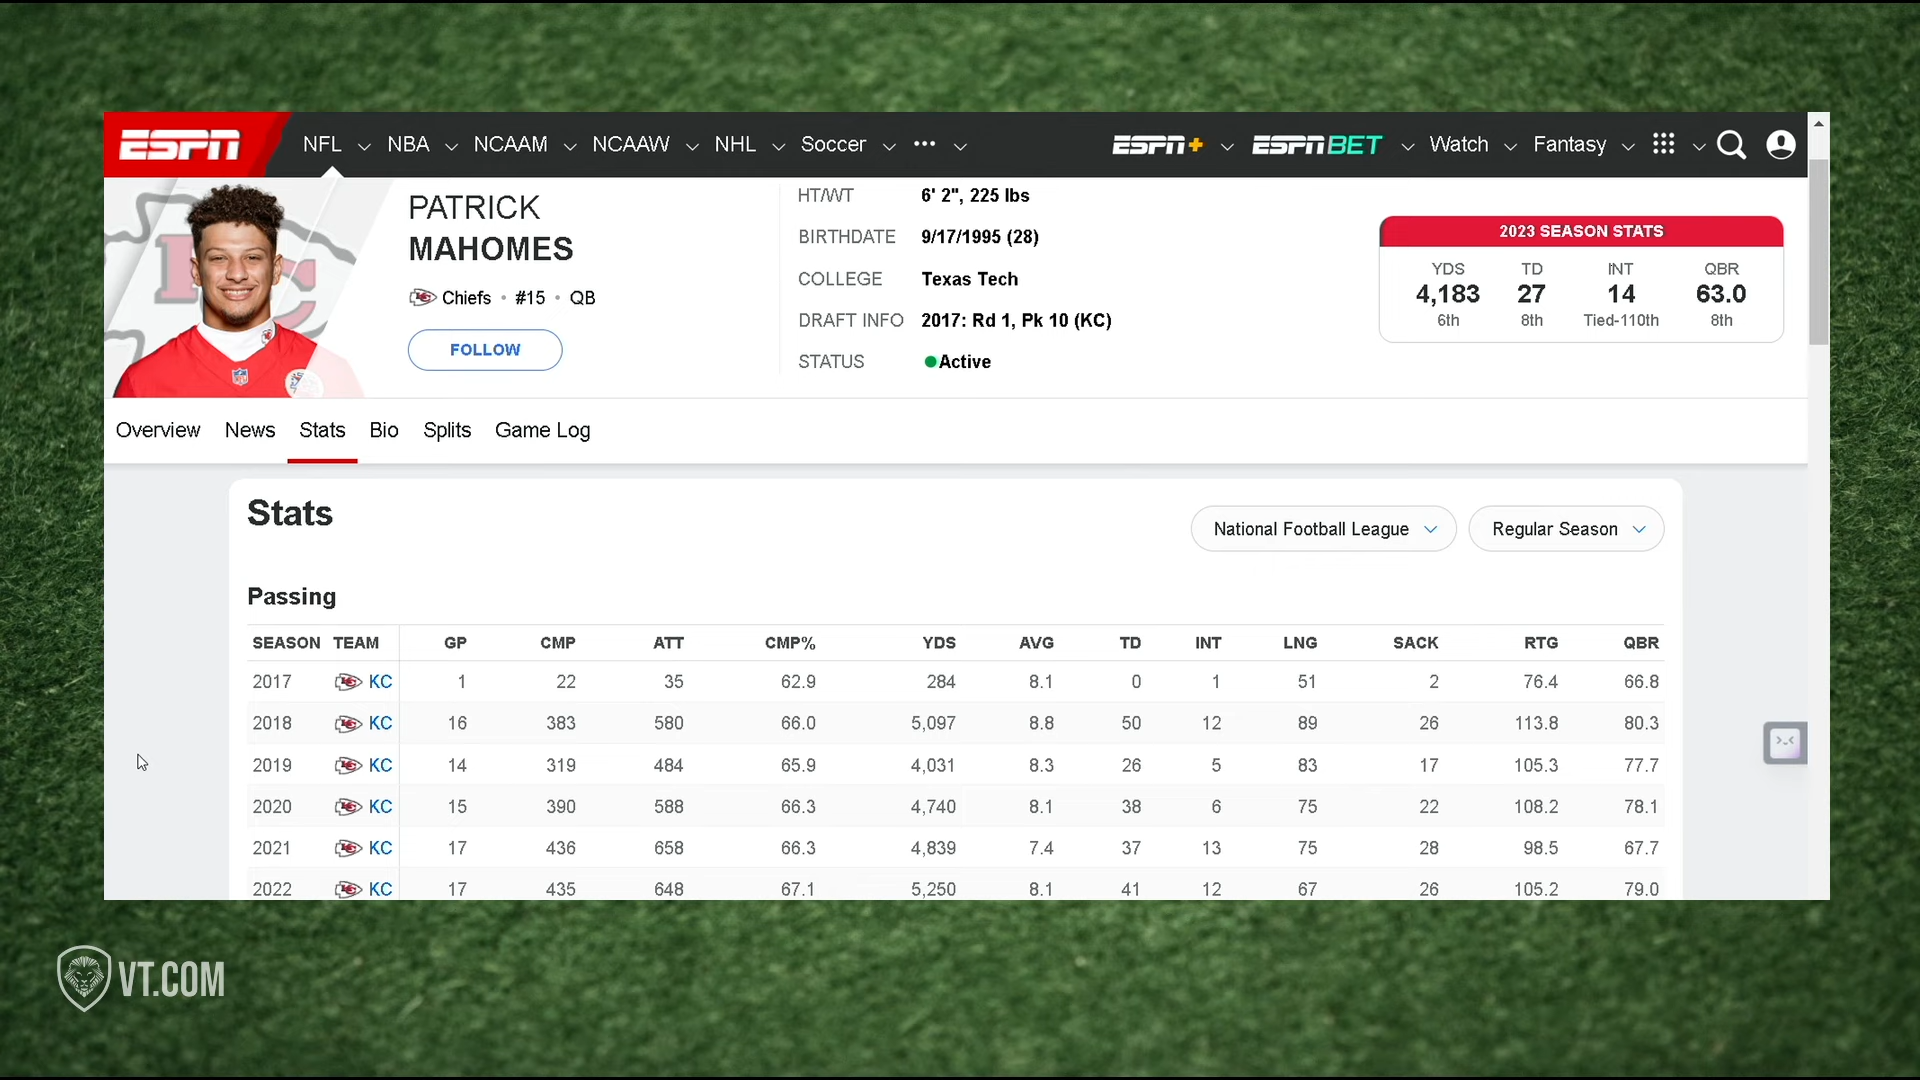 ESPN NFL NBA NCAAM NCAAW NHL Soccer ••• ESPN+ ESPN BET Watch Fantasy
PATRICK
MAHOMES
Chiefs • #15 • QB
FOLLOW
HT/WT 6' 2", 225 lbs
BIRTHDATE 9/17/1995 (28)
COLLEGE Texas Tech
DRAFT INFO 2017: Rd 1, Pk 10 (KC)
STATUS Active
2023 SEASON STATS
YDS TD INT QBR
4,183 27 14 63.0
6th 8th Tied-110th 8th
Overview News Stats Bio Splits Game Log
Stats
National Football League Regular Season
Passing
SEASON TEAM GP CMP ATT CMP% YDS AVG TD INT LNG SACK RTG QBR
2017 KC 1 22 35 62.9 284 8.1 0 1 51 2 76.4 66.8
2018 KC 16 383 580 66.0 5,097 8.8 50 12 89 26 113.8 80.3
2019 KC 14 319 484 65.9 4,031 8.3 26 5 83 17 105.3 77.7
2020 KC 15 390 588 66.3 4,740 8.1 38 6 75 22 108.2 78.1
2021 KC 17 436 658 66.3 4,839 7.4 37 13 75 28 98.5 67.7
2022 KC 17 435 648 67.1 5,250 8.1 41 12 67 26 105.2 79.0
VT.COM